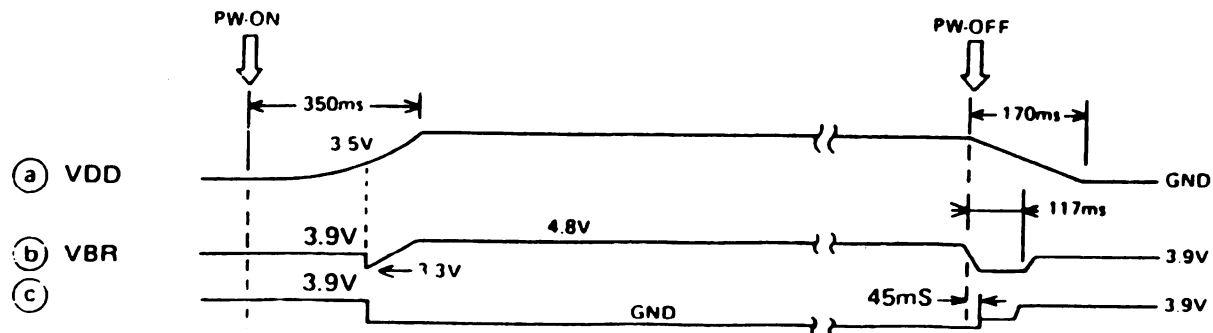 PW-ON
PW-OFF
350ms
170ms
3.5V
(a) VDD
GND
117ms
3.9V
4.8V
(b) VBR
3.3V
3.9V
3.9V
(c)
GND
45mS
3.9V